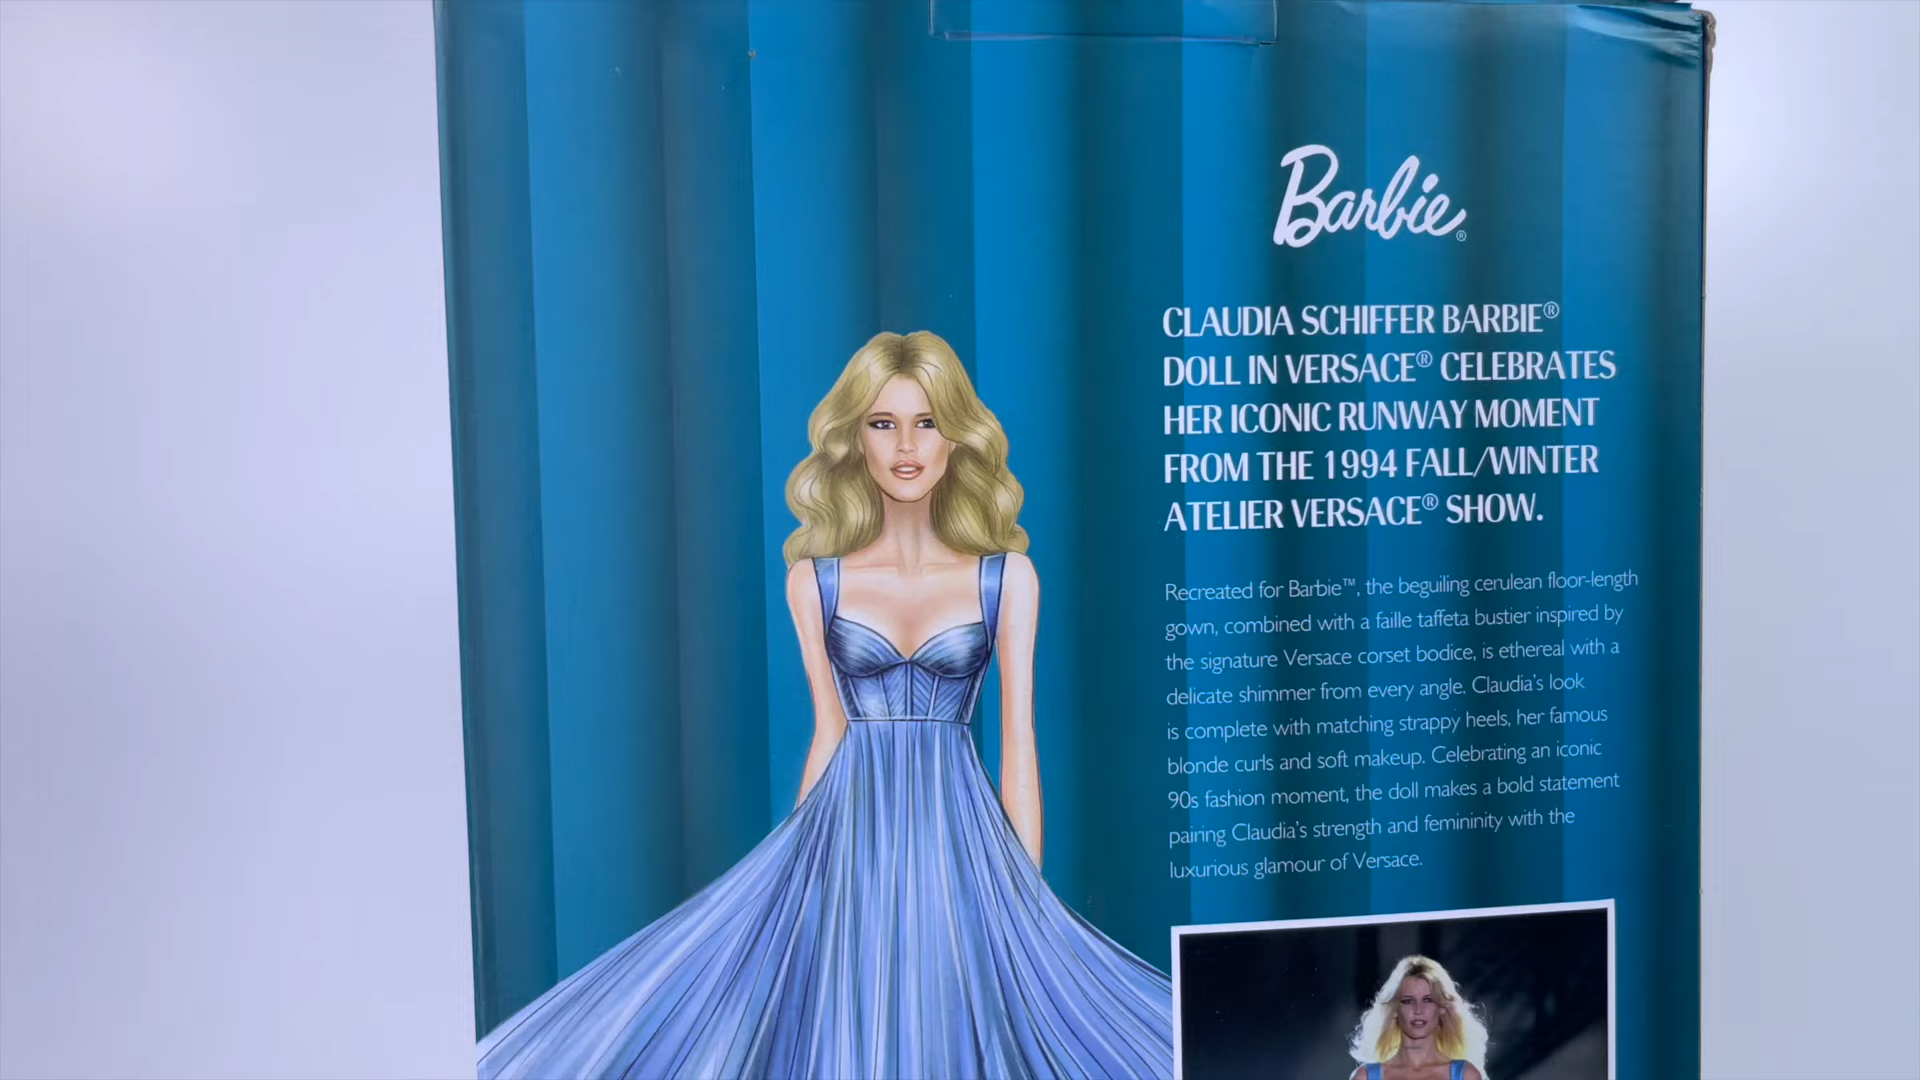 Barbie®
CLAUDIA SCHIFFER BARBIE®
DOLL IN VERSACE® CELEBRATES
HER ICONIC RUNWAY MOMENT
FROM THE 1994 FALL/WINTER
ATELIER VERSACE® SHOW.
Recreated for Barbie™, the beguiling cerulean floor-length
gown, combined with a faille taffeta bustier inspired by
the signature Versace corset bodice, is ethereal with a
delicate shimmer from every angle. Claudia's look
is complete with matching strappy heels, her famous
blonde curls and soft makeup. Celebrating an iconic
90s fashion moment, the doll makes a bold statement
pairing Claudia's strength and femininity with the
luxurious glamour of Versace.